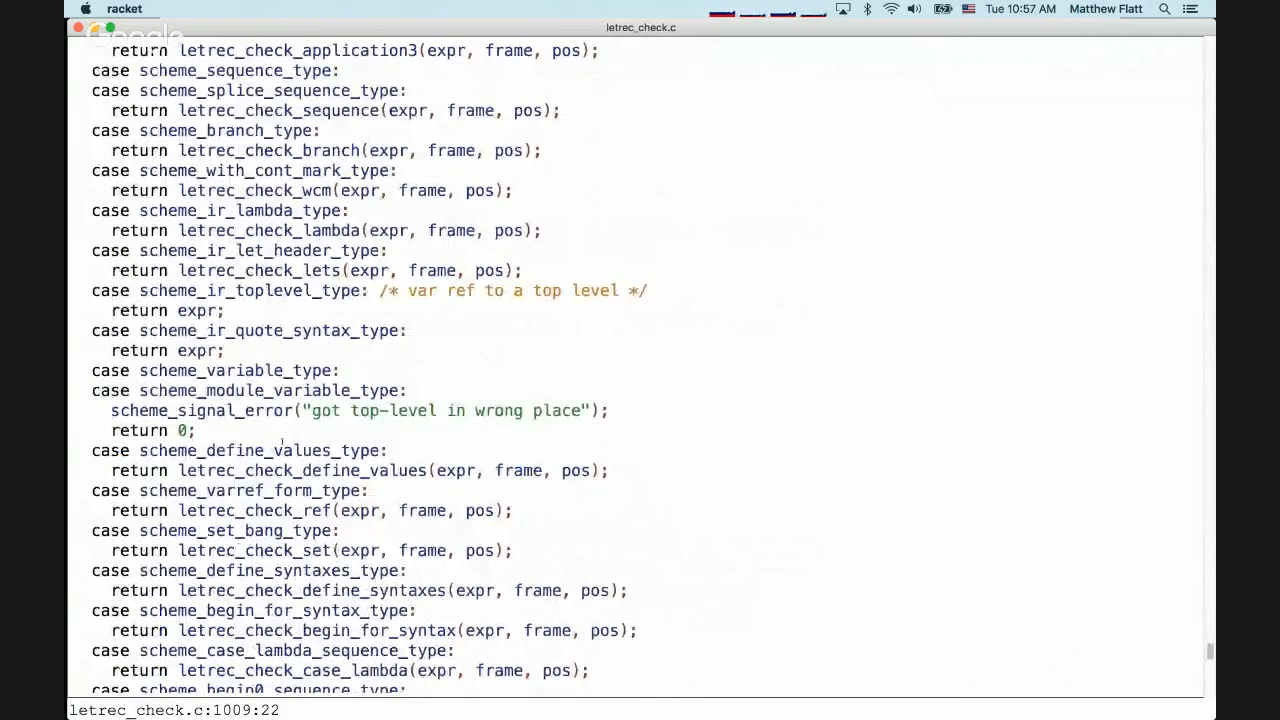 racket
Tue 10:57 AM Matthew Flatt
letrec_check.c
Google
return letrec_check_application3(expr, frame, pos);
case scheme_sequence_type:
case scheme_splice_sequence_type:
return letrec_check_sequence(expr, frame, pos);
case scheme_branch_type:
return letrec_check_branch(expr, frame, pos);
case scheme_with_cont_mark_type:
return letrec_check_wcm(expr, frame, pos);
case scheme_ir_lambda_type:
return letrec_check_lambda(expr, frame, pos);
case scheme_ir_let_header_type:
return letrec_check_lets(expr, frame, pos);
case scheme_ir_toplevel_type: /* var ref to a top level */
return expr;
case scheme_ir_quote_syntax_type:
return expr;
case scheme_variable_type:
case scheme_module_variable_type:
scheme_signal_error("got top-level in wrong place");
return 0;
case scheme_define_values_type:
return letrec_check_define_values(expr, frame, pos);
case scheme_varref_form_type:
return letrec_check_ref(expr, frame, pos);
case scheme_set_bang_type:
return letrec_check_set(expr, frame, pos);
case scheme_define_syntaxes_type:
return letrec_check_define_syntaxes(expr, frame, pos);
case scheme_begin_for_syntax_type:
return letrec_check_begin_for_syntax(expr, frame, pos);
case scheme_case_lambda_sequence_type:
return letrec_check_case_lambda(expr, frame, pos);
case scheme_begin0_sequence_type:
letrec_check.c:1009:22